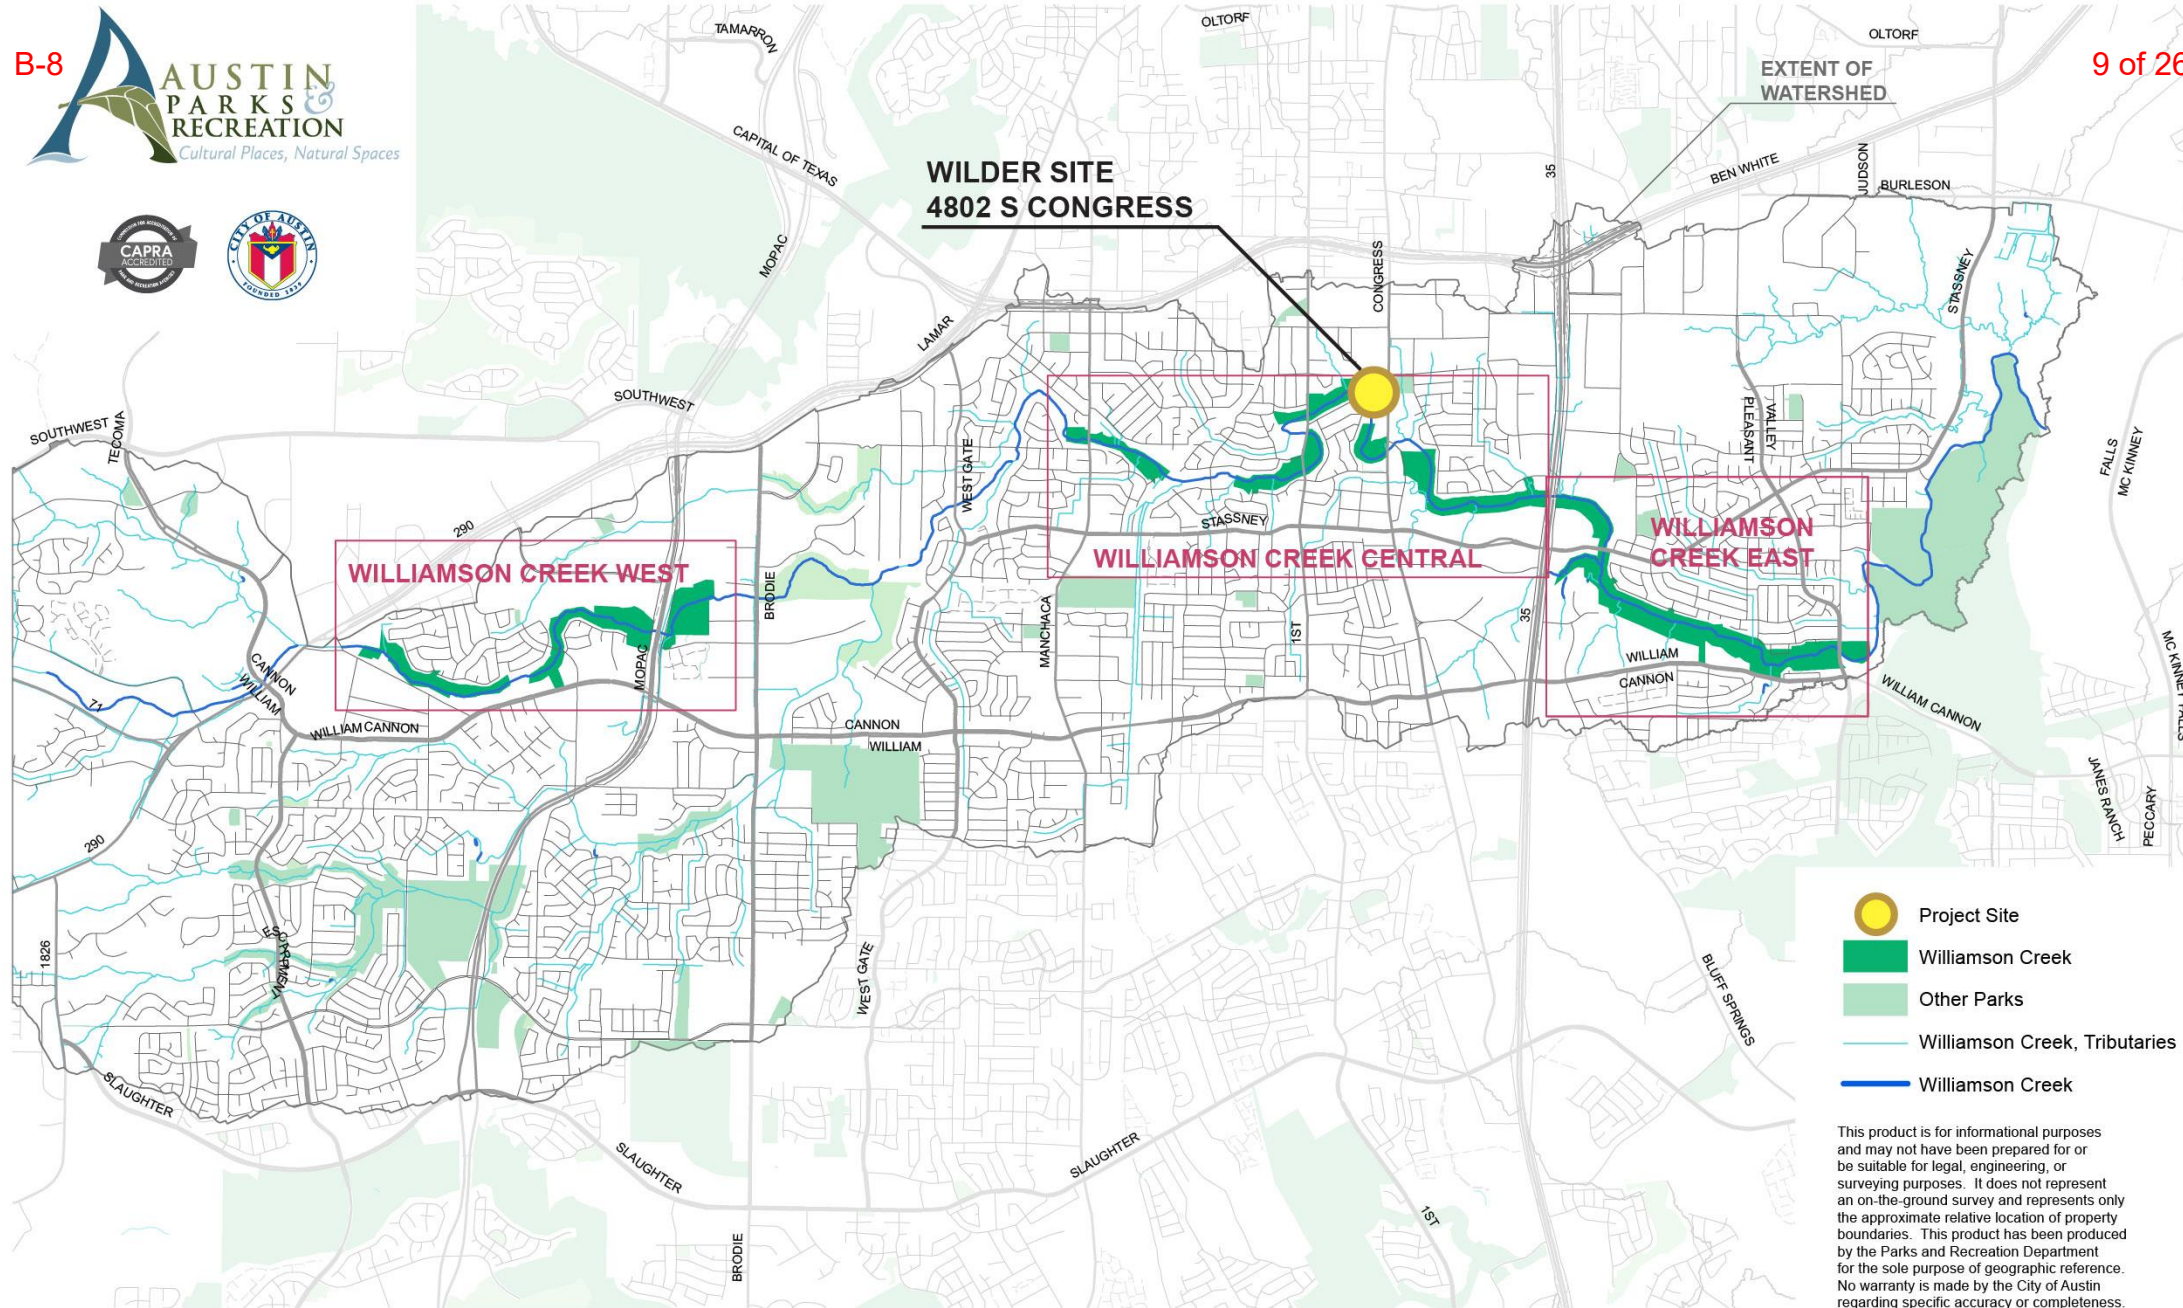 B-8
9 of 26
AUSTIN
PARKS &
RECREATION
Cultural Places, Natural Spaces
CAPRA
ACCREDITED
CITY OF AUSTIN
FOUNDED 1839
TAMARRON
OLTORF
OLTORF
EXTENT OF
WATERSHED
CAPITAL OF TEXAS
WILDER SITE
4802 S CONGRESS
35
BEN WHITE
JUDSON
BURLESON
MOPAC
CONGRESS
STASSNEY
LAMAR
SOUTHWEST
SOUTHWEST
TECOMA
WEST GATE
PLEASANT
VALLEY
FALLS
MC KINNEY
290
STASSNEY
WILLIAMSON
CREEK EAST
WILLIAMSON CREEK WEST
WILLIAMSON CREEK CENTRAL
BRODIE
MANCHACA
1ST
35
MOPAC
WILLIAM
CANNON
CANNON
WILLIAM
71
WILLIAM CANNON
CANNON
WILLIAM
WILLIAM CANNON
MC KINNEY FALLS
JANES RANCH
PECCARY
290
1826
ESCARPMENT
WEST GATE
BLUFF SPRINGS
SLAUGHTER
SLAUGHTER
SLAUGHTER
1ST
BRODIE
Project Site
Williamson Creek
Other Parks
Williamson Creek, Tributaries
Williamson Creek
This product is for informational purposes
and may not have been prepared for or
be suitable for legal, engineering, or
surveying purposes. It does not represent
an on-the-ground survey and represents only
the approximate relative location of property
boundaries. This product has been produced
by the Parks and Recreation Department
for the sole purpose of geographic reference.
No warranty is made by the City of Austin
regarding specific accuracy or completeness.